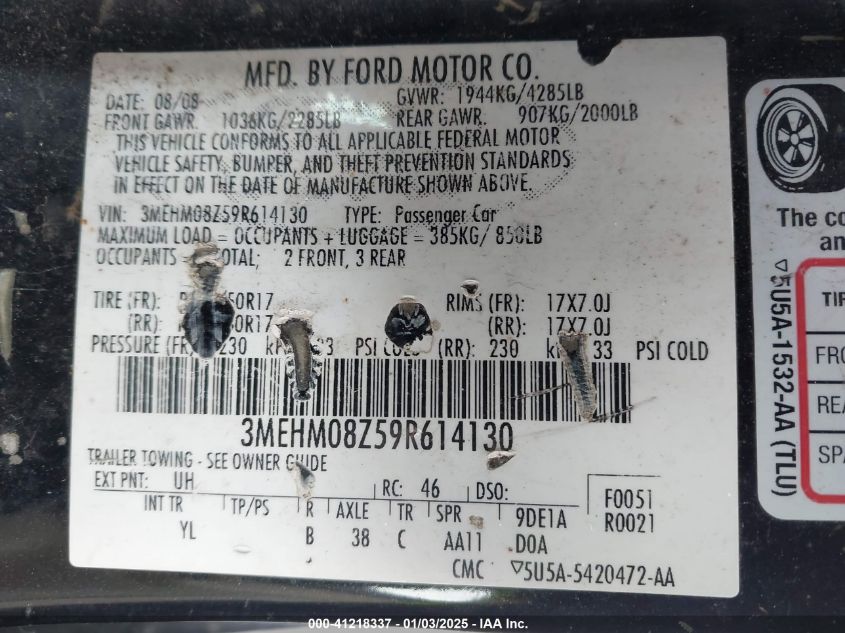 MFD. BY FORD MOTOR CO.
DATE: 08/08 GVWR: 1944KG/4285LB
FRONT GAWR: 1036KG/2285LB REAR GAWR: 907KG/2000LB
THIS VEHICLE CONFORMS TO ALL APPLICABLE FEDERAL MOTOR
VEHICLE SAFETY, BUMPER, AND THEFT PREVENTION STANDARDS
IN EFFECT ON THE DATE OF MANUFACTURE SHOWN ABOVE.
VIN: 3MEHM08Z59R614130 TYPE: Passenger Car
MAXIMUM LOAD = OCCUPANTS + LUGGAGE = 385KG/ 850LB
OCCUPANTS TOTAL; 2 FRONT, 3 REAR
TIRE (FR): 50R17 RIMS (FR): 17X7.0J
(RR): 50R17 (RR): 17X7.0J
PRESSURE (FR) 230 33 PSI COLD (RR): 230 33 PSI COLD
3MEHM08Z59R614130
TRAILER TOWING - SEE OWNER GUIDE
EXT PNT: UH RC: 46 DSO: F0051
INT TR TP/PS R AXLE TR SPR 9DE1A R0021
YL B 38 C AA11 D0A
CMC ▽5U5A-5420472-AA
The co
an
TIR
FRO
REA
SPA
▽5U5A-1532-AA (TLU)
000-41218337 - 01/03/2025 - IAA Inc.